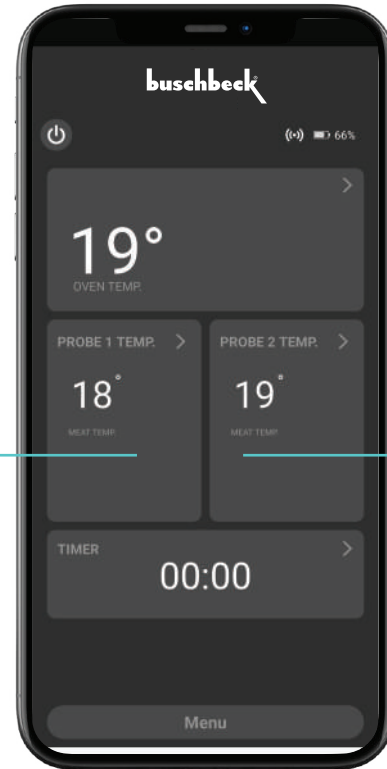 buschbeck
66%
19°
OVEN TEMP.
PROBE 1 TEMP.
PROBE 2 TEMP.
18°
19°
MEAT TEMP.
MEAT TEMP.
TIMER
00:00
Menu